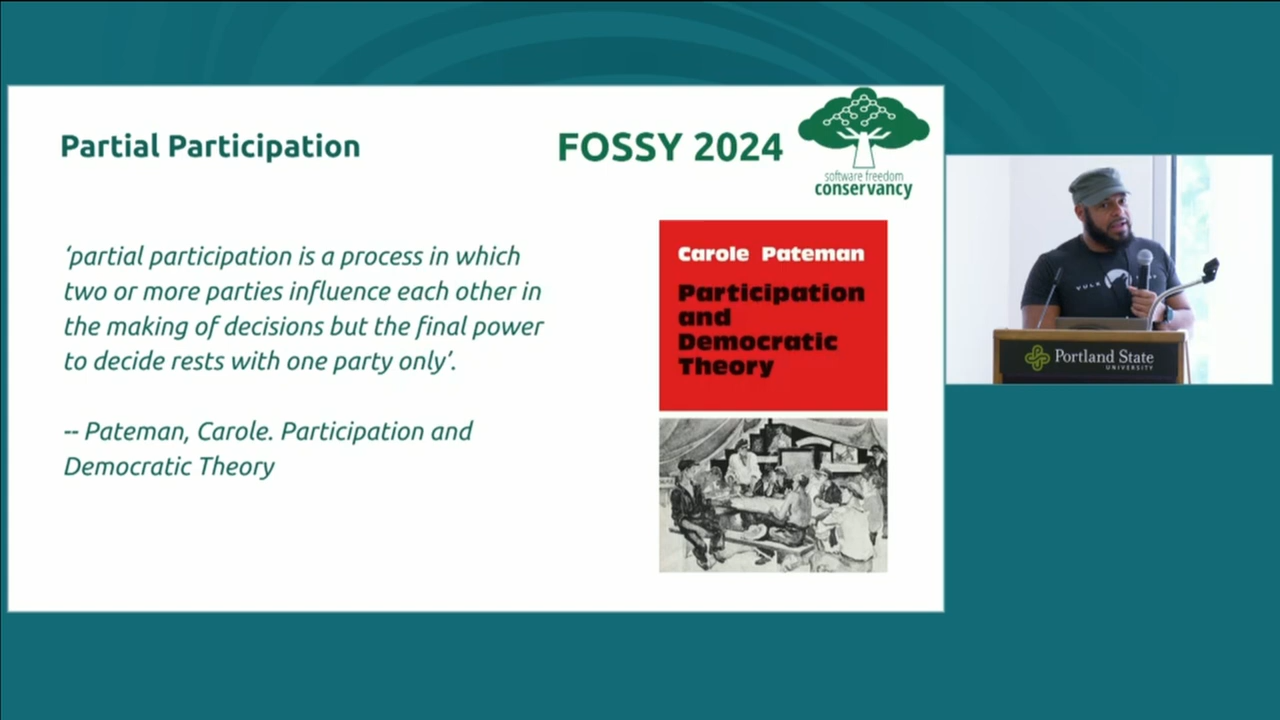 Partial Participation
FOSSY 2024
software freedom
conservancy
‘partial participation is a process in which
two or more parties influence each other in
the making of decisions but the final power
to decide rests with one party only’.
-- Pateman, Carole. Participation and
Democratic Theory
Carole Pateman
Participation
and
Democratic
Theory
Portland State
UNIVERSITY